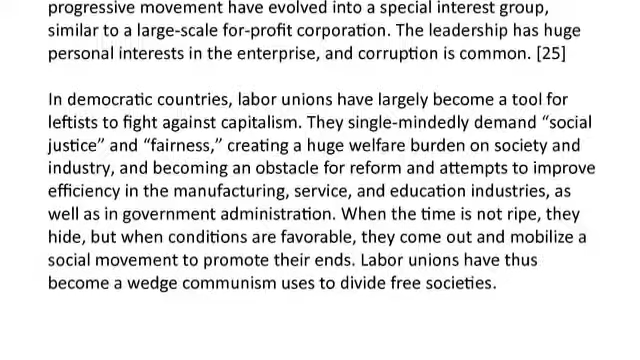 progressive movement have evolved into a special interest group,
similar to a large-scale for-profit corporation. The leadership has huge
personal interests in the enterprise, and corruption is common. [25]
In democratic countries, labor unions have largely become a tool for
leftists to fight against capitalism. They single-mindedly demand “social
justice” and “fairness,” creating a huge welfare burden on society and
industry, and becoming an obstacle for reform and attempts to improve
efficiency in the manufacturing, service, and education industries, as
well as in government administration. When the time is not ripe, they
hide, but when conditions are favorable, they come out and mobilize a
social movement to promote their ends. Labor unions have thus
become a wedge communism uses to divide free societies.